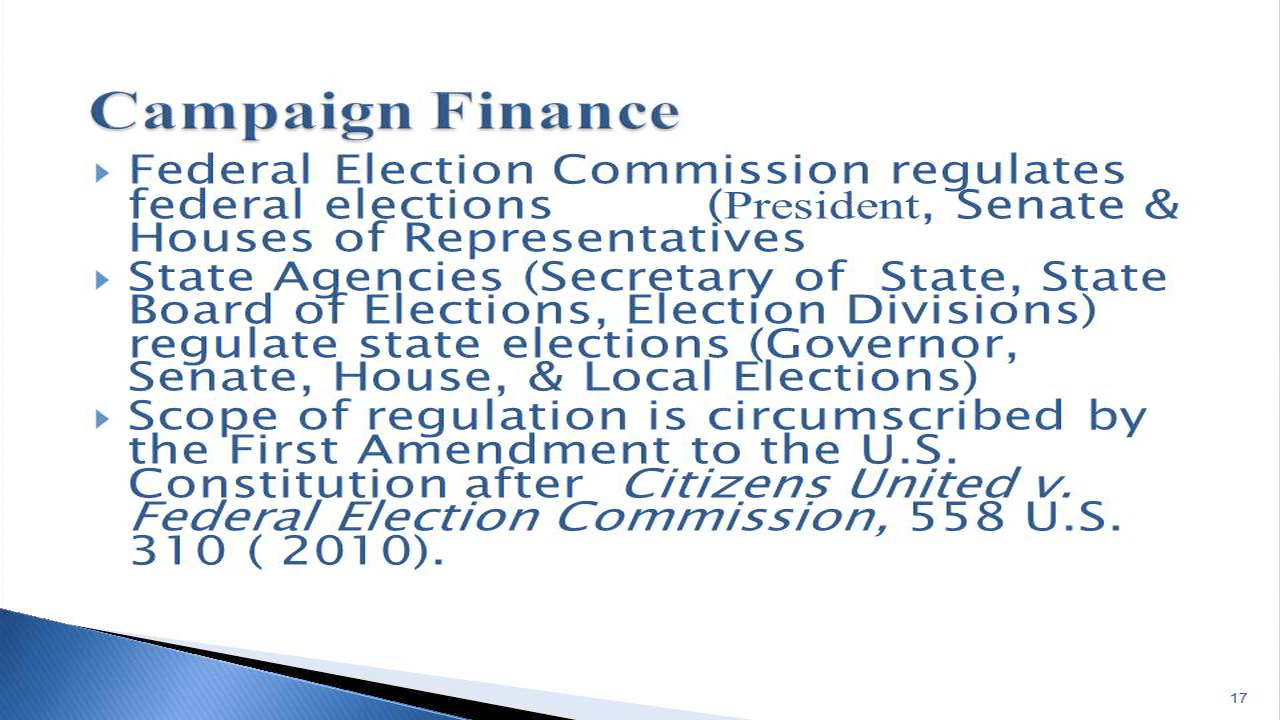 Campaign Finance
Federal Election Commission regulates
federal elections (President, Senate &
Houses of Representatives
State Agencies (Secretary of State, State
Board of Elections, Election Divisions)
regulate state elections (Governor,
Senate, House, & Local Elections)
Scope of regulation is circumscribed by
the First Amendment to the U.S.
Constitution after Citizens United v.
Federal Election Commission, 558 U.S.
310 ( 2010).
17